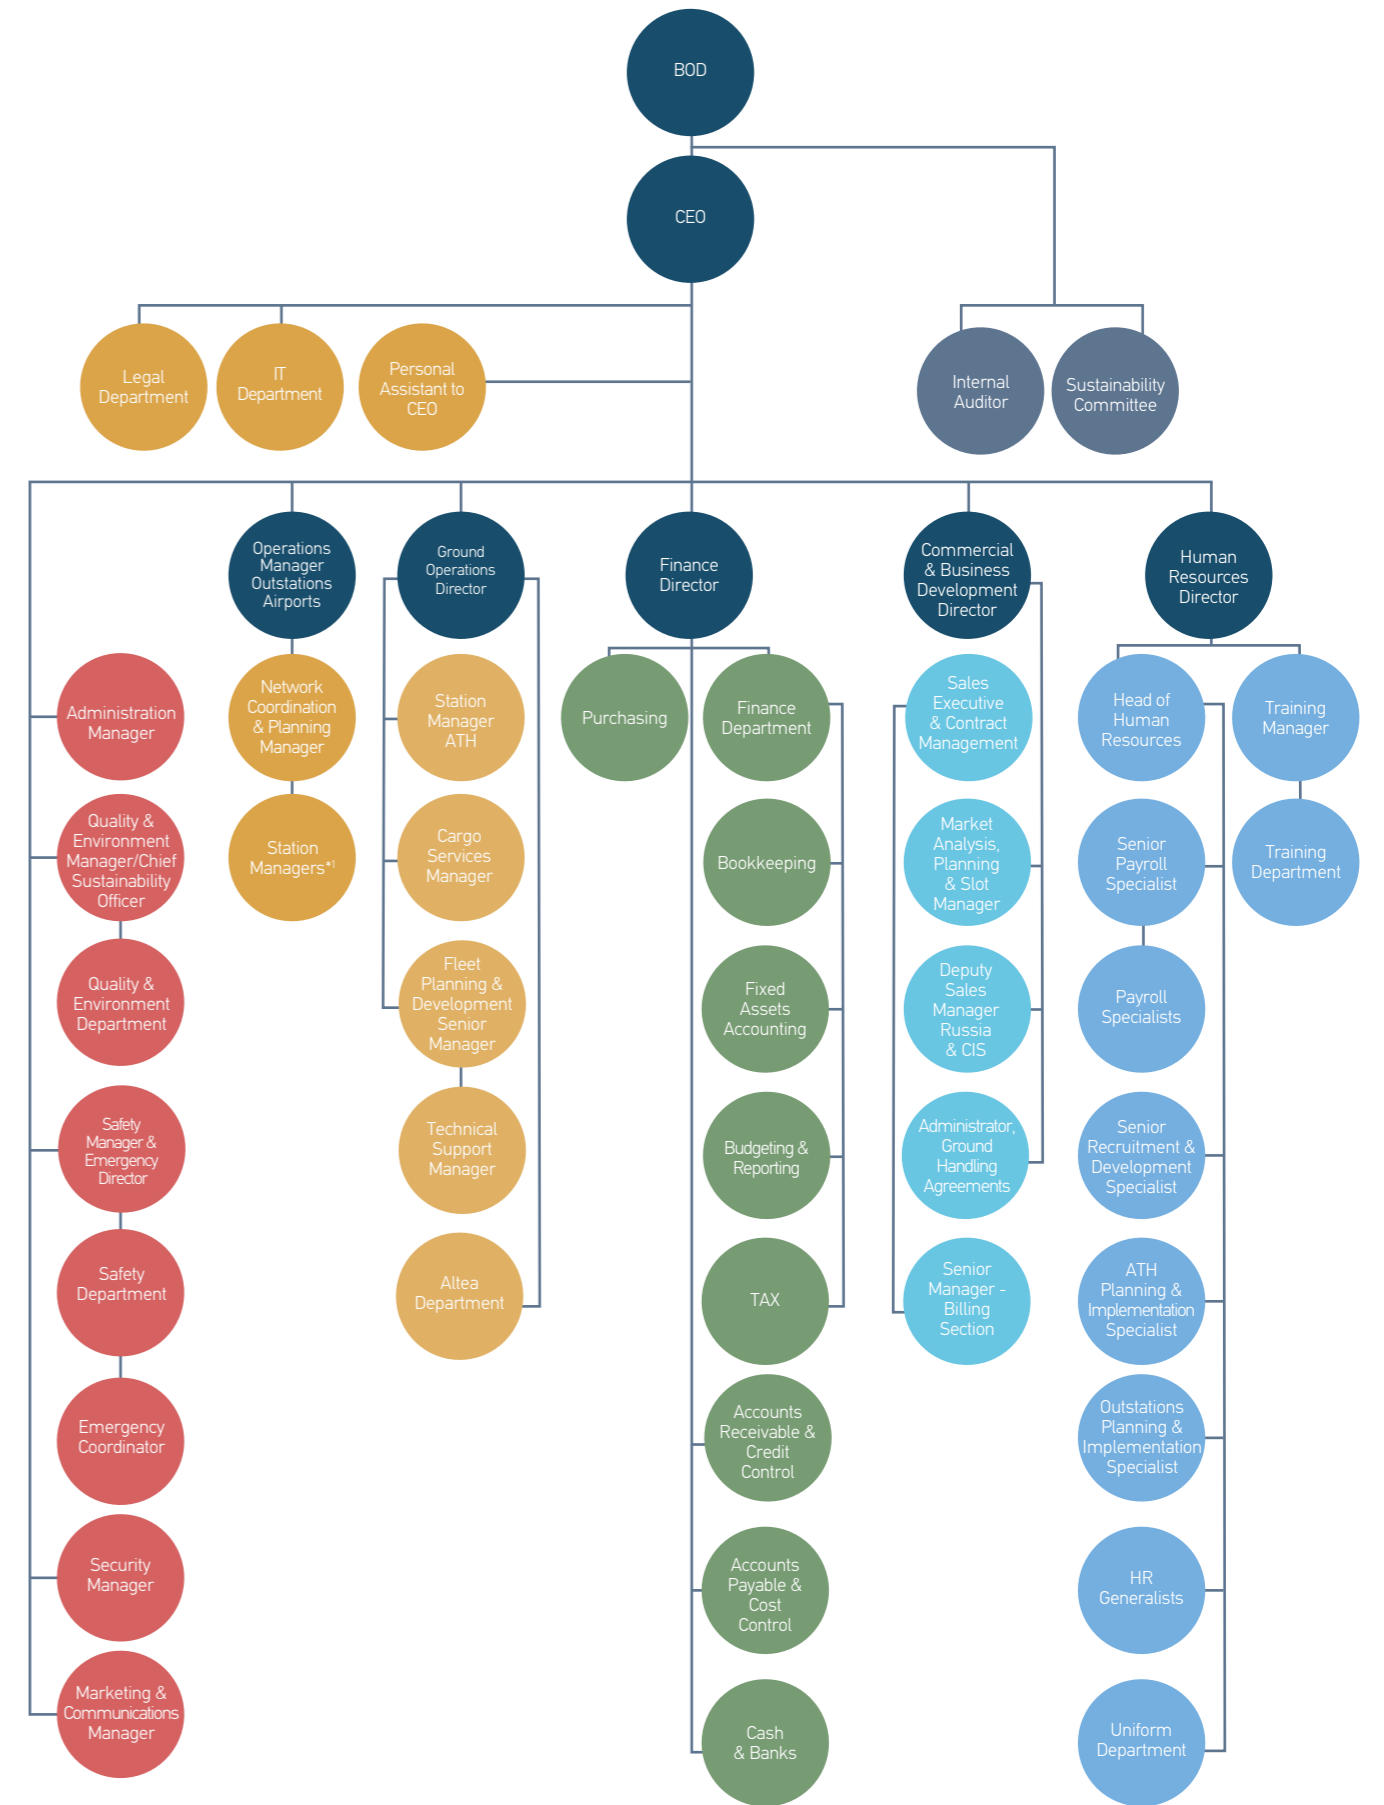 BOD
CEO
Legal
Department
IT
Department
Personal
Assistant to
CEO
Internal
Auditor
Sustainability
Committee
Operations
Manager
Outstations
Airports
Ground
Operations
Director
Finance
Director
Commercial
& Business
Development
Director
Human
Resources
Director
Administration
Manager
Network
Coordination
& Planning
Manager
Station
Manager
ATH
Purchasing
Finance
Department
Sales
Executive
& Contract
Management
Head of
Human
Resources
Training
Manager
Quality &
Environment
Manager/Chief
Sustainability
Officer
Station
Managers*1
Cargo
Services
Manager
Bookkeeping
Market
Analysis,
Planning
& Slot
Manager
Senior
Payroll
Specialist
Training
Department
Quality &
Environment
Department
Fleet
Planning &
Development
Senior
Manager
Fixed
Assets
Accounting
Deputy
Sales
Manager
Russia
& CIS
Payroll
Specialists
Safety
Manager &
Emergency
Director
Technical
Support
Manager
Budgeting &
Reporting
Administrator,
Ground
Handling
Agreements
Senior
Recruitment &
Development
Specialist
Safety
Department
Altea
Department
TAX
Senior
Manager -
Billing
Section
ATH
Planning &
Implementation
Specialist
Emergency
Coordinator
Accounts
Receivable &
Credit
Control
Outstations
Planning &
Implementation
Specialist
Security
Manager
Accounts
Payable &
Cost
Control
HR
Generalists
Marketing &
Communications
Manager
Cash
& Banks
Uniform
Department